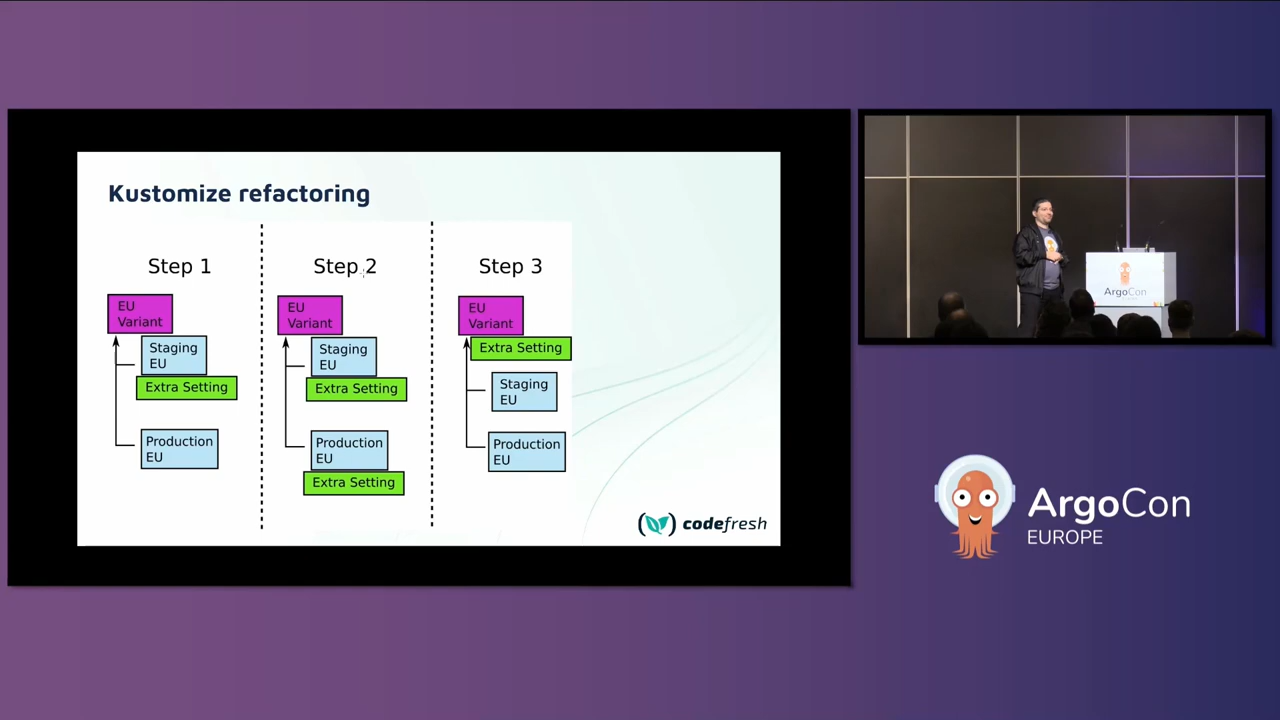 Kustomize refactoring
Step 1
EU
Variant
Staging
EU
Extra Setting
Production
EU
Step 2
EU
Variant
Staging
EU
Extra Setting
Production
EU
Extra Setting
Step 3
EU
Variant
Extra Setting
Staging
EU
Production
EU
codefresh
ArgoCon
ArgoCon
EUROPE